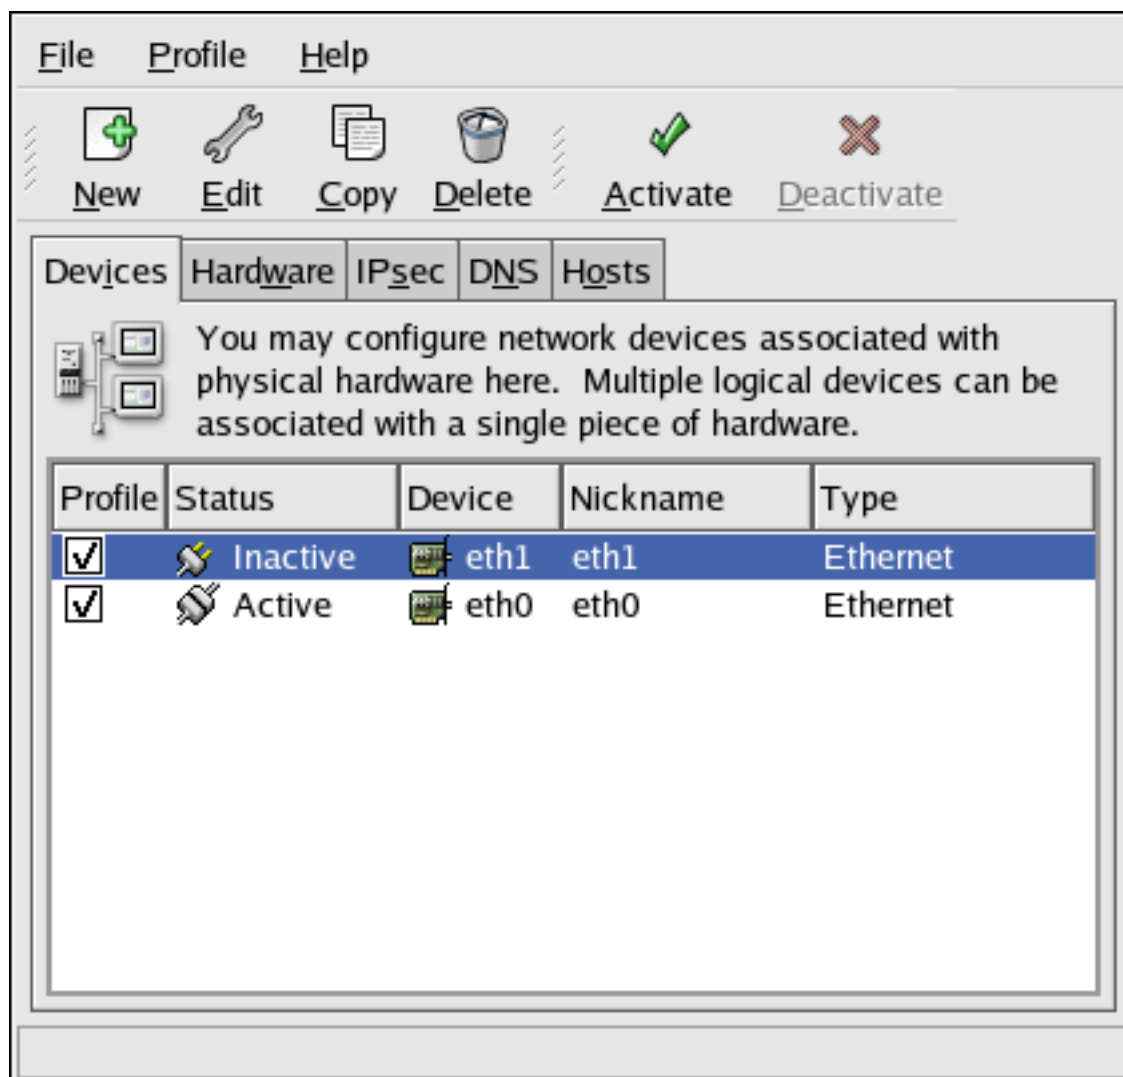 File Profile Help
New Edit Copy Delete Activate Deactivate
Devices Hardware IPsec DNS Hosts
You may configure network devices associated with
physical hardware here.  Multiple logical devices can be
associated with a single piece of hardware.
Profile Status Device Nickname Type
Inactive eth1 eth1 Ethernet
Active eth0 eth0 Ethernet